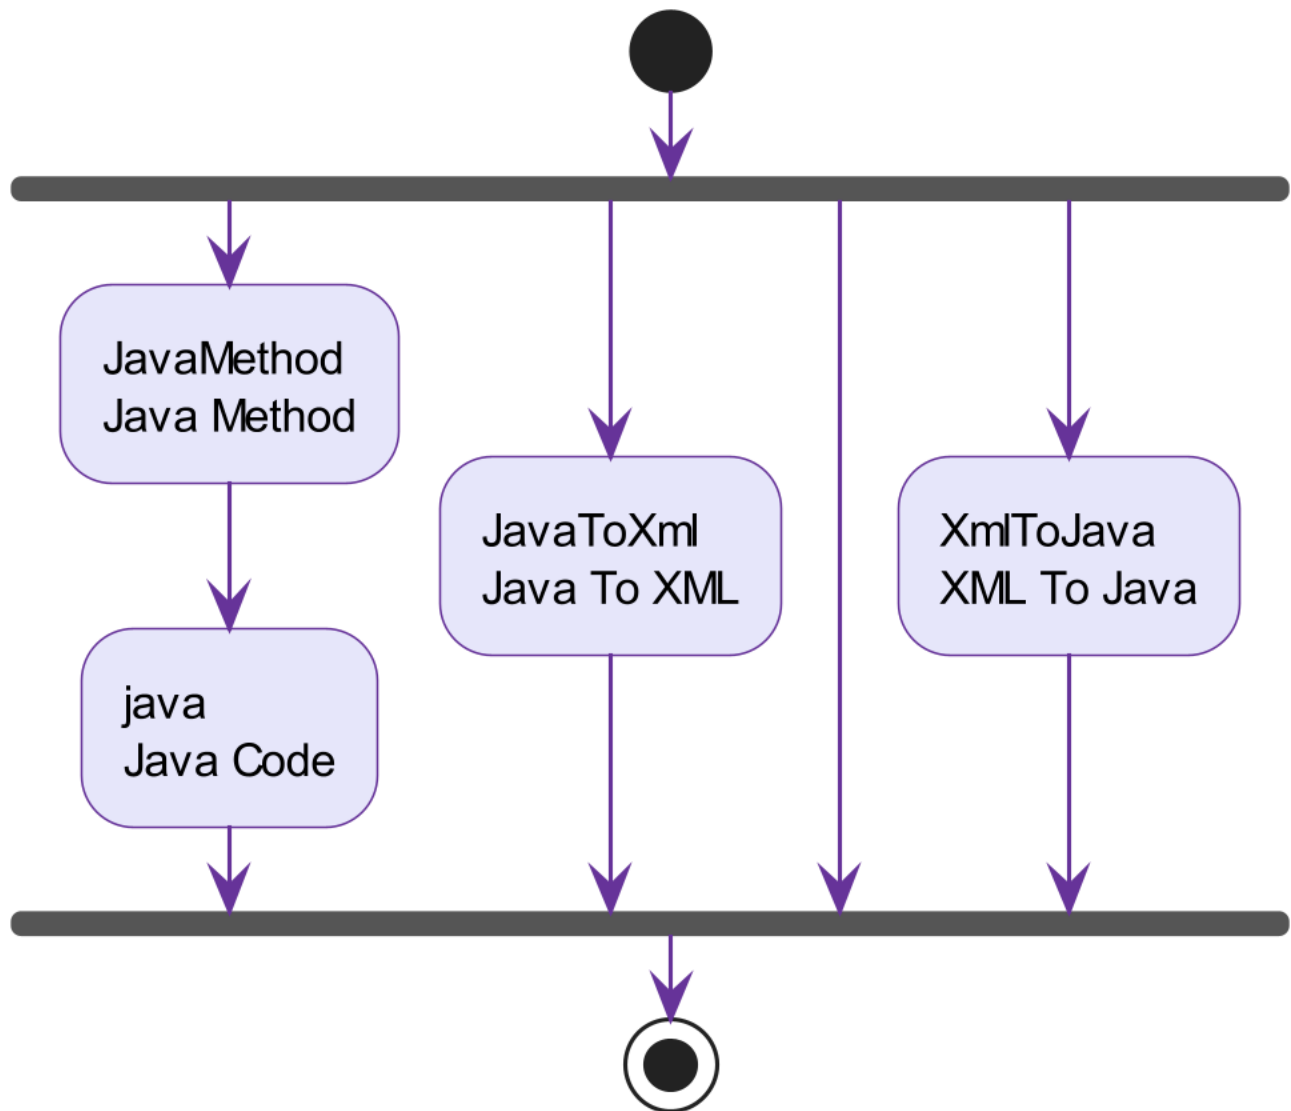 JavaMethod
Java Method
JavaToXml
Java To XML
XmlToJava
XML To Java
java
Java Code